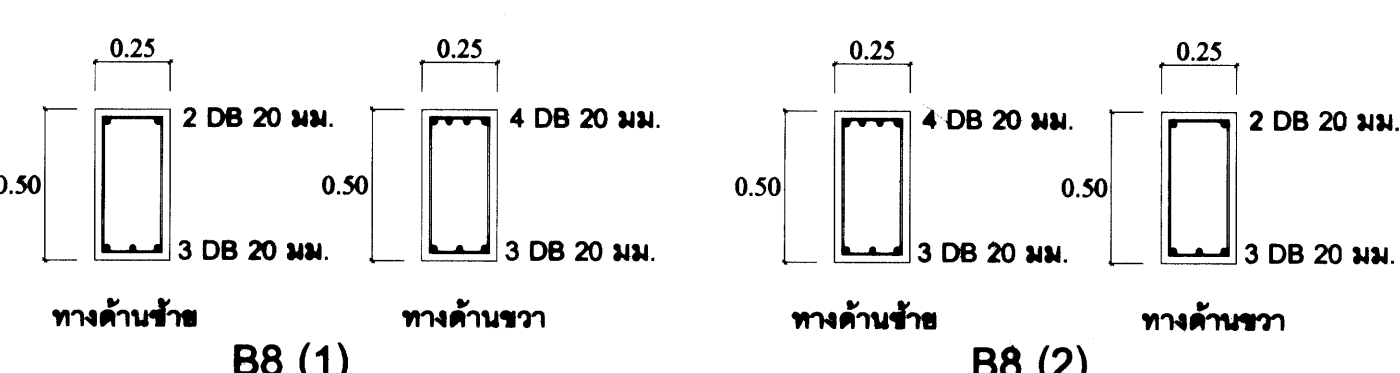 0.25 0.25 0.25 0.25
2 DB 20 มม. 4 DB 20 มม. 4 DB 20 มม. 2 DB 20 มม.
0.50 0.50 0.50 0.50
3 DB 20 มม. 3 DB 20 มม. 3 DB 20 มม. 3 DB 20 มม.
ทางด้านซ้าย ทางด้านขวา ทางด้านซ้าย ทางด้านขวา
B8 (1) B8 (2)